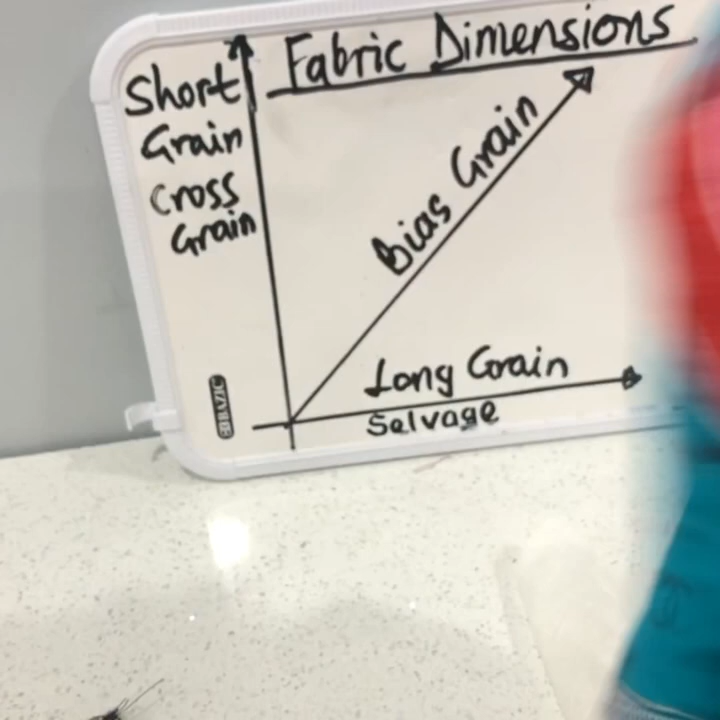 Fabric Dimensions
Short
Grain
Cross
Grain
Bias Grain
Long Grain
Selvage
BAZIC